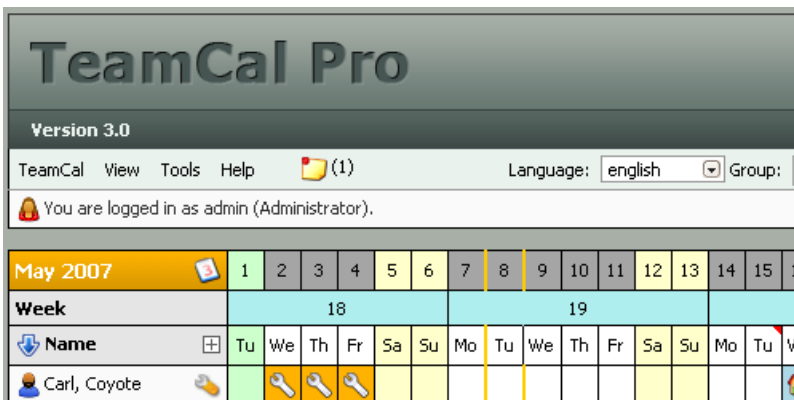 TeamCal Pro
Version 3.0
TeamCal View Tools Help (1) Language: english Group:
You are logged in as admin (Administrator).
May 2007 3 1 2 3 4 5 6 7 8 9 10 11 12 13 14 15
Week 18 19
Name Tu We Th Fr Sa Su Mo Tu We Th Fr Sa Su Mo Tu
Carl, Coyote